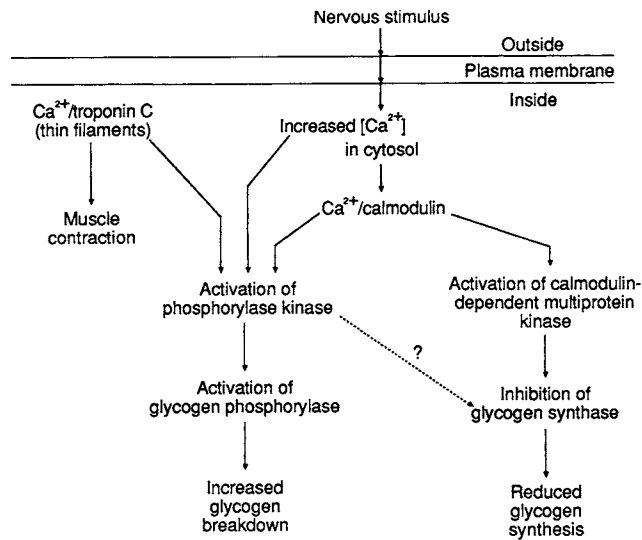 Nervous stimulus
Outside
Plasma membrane
Inside
Ca²⁺/troponin C
(thin filaments)
Increased [Ca²⁺]
in cytosol
Muscle
contraction
Ca²⁺/calmodulin
Activation of
phosphorylase kinase
Activation of calmodulin-
dependent multiprotein
kinase
?
Activation of
glycogen phosphorylase
Inhibition of
glycogen synthase
Increased
glycogen
breakdown
Reduced
glycogen
synthesis